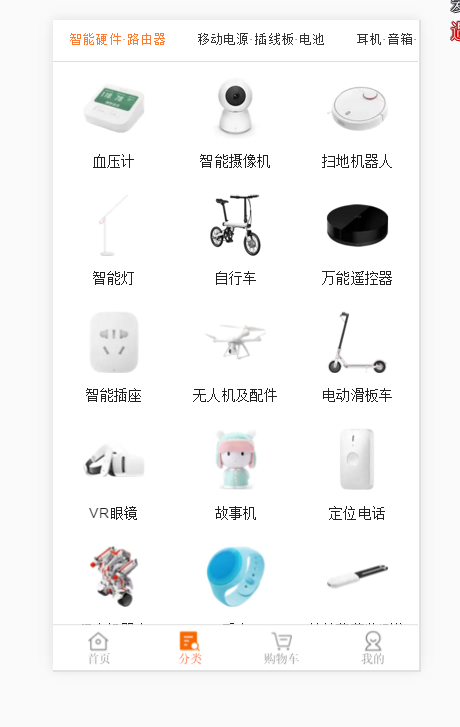 智能硬件·路由器 移动电源·插线板·电池 耳机·音箱·
血压计 智能摄像机 扫地机器人
智能灯 自行车 万能遥控器
智能插座 无人机及配件 电动滑板车
VR眼镜 故事机 定位电话
首页 分类 购物车 我的